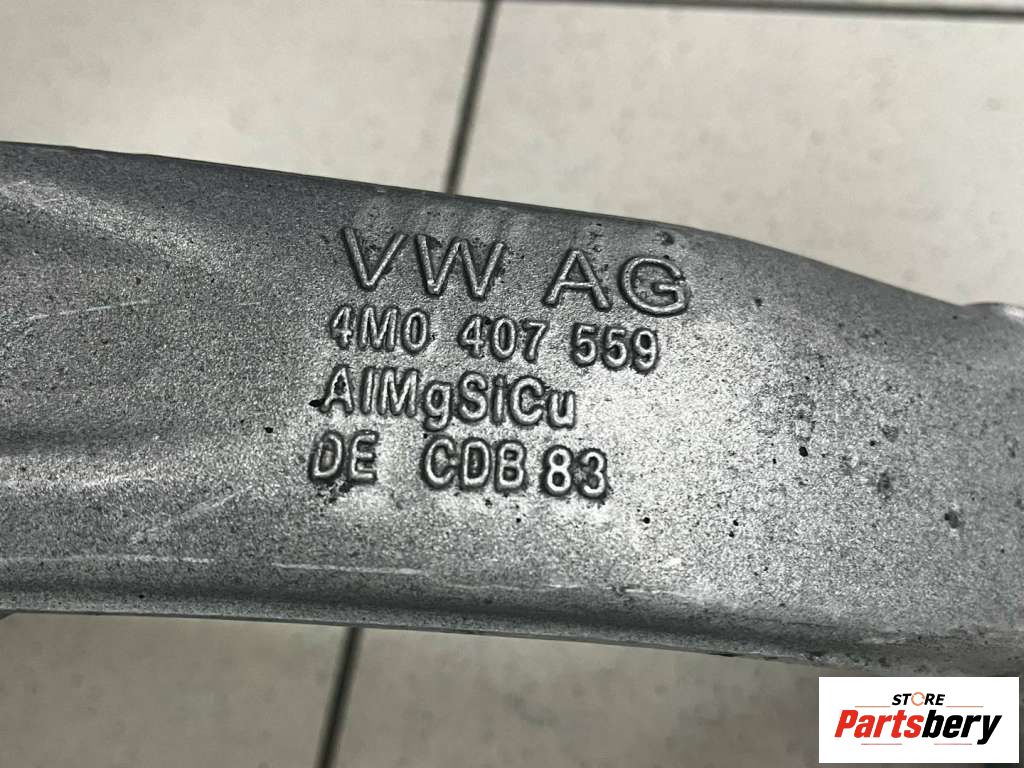 VW AG
4M0 407 559
AlMgSiCu
DE CDB 83
STORE
Partsbery